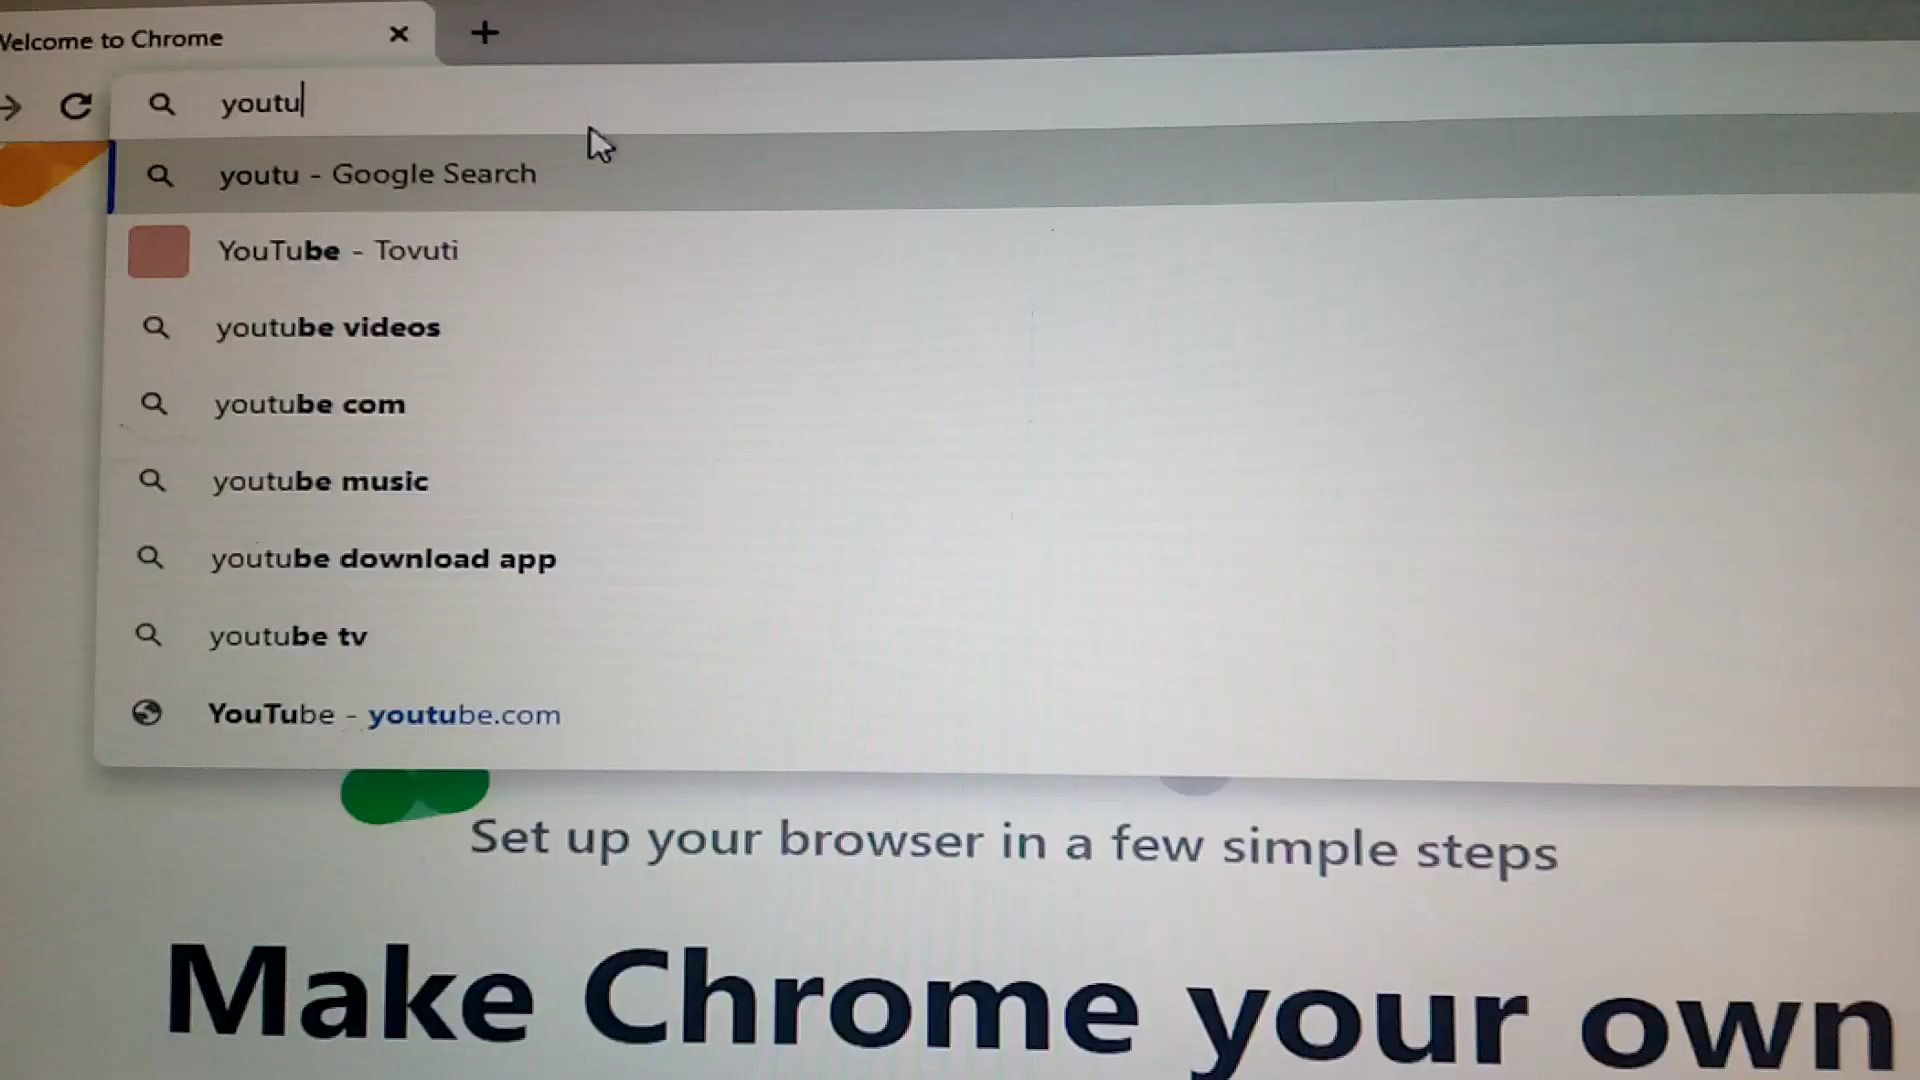 Welcome to Chrome
youtu
youtu - Google Search
YouTube - Tovuti
youtube videos
youtube com
youtube music
youtube download app
youtube tv
YouTube - youtube.com
Set up your browser in a few simple steps
Make Chrome your own